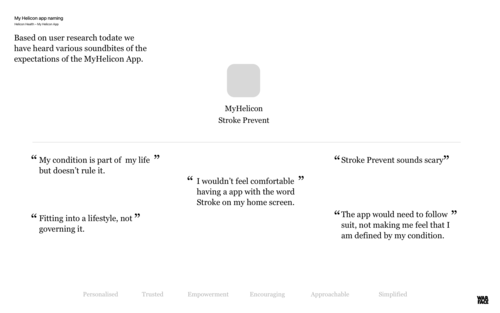 My Helicon app naming
Helicon Health – My Helicon App
Based on user research todate we
have heard various soundbites of the
expectations of the MyHelicon App.
MyHelicon
Stroke Prevent
“ My condition is part of my life ”
but doesn’t rule it.
“ I wouldn’t feel comfortable ”
having a app with the word
Stroke on my home screen.
“Stroke Prevent sounds scary”
“ Fitting into a lifestyle, not ”
governing it.
“The app would need to follow ”
suit, not making me feel that I
am defined by my condition.
Personalised Trusted Empowerment Encouraging Approachable Simplified
WAR
PAGE